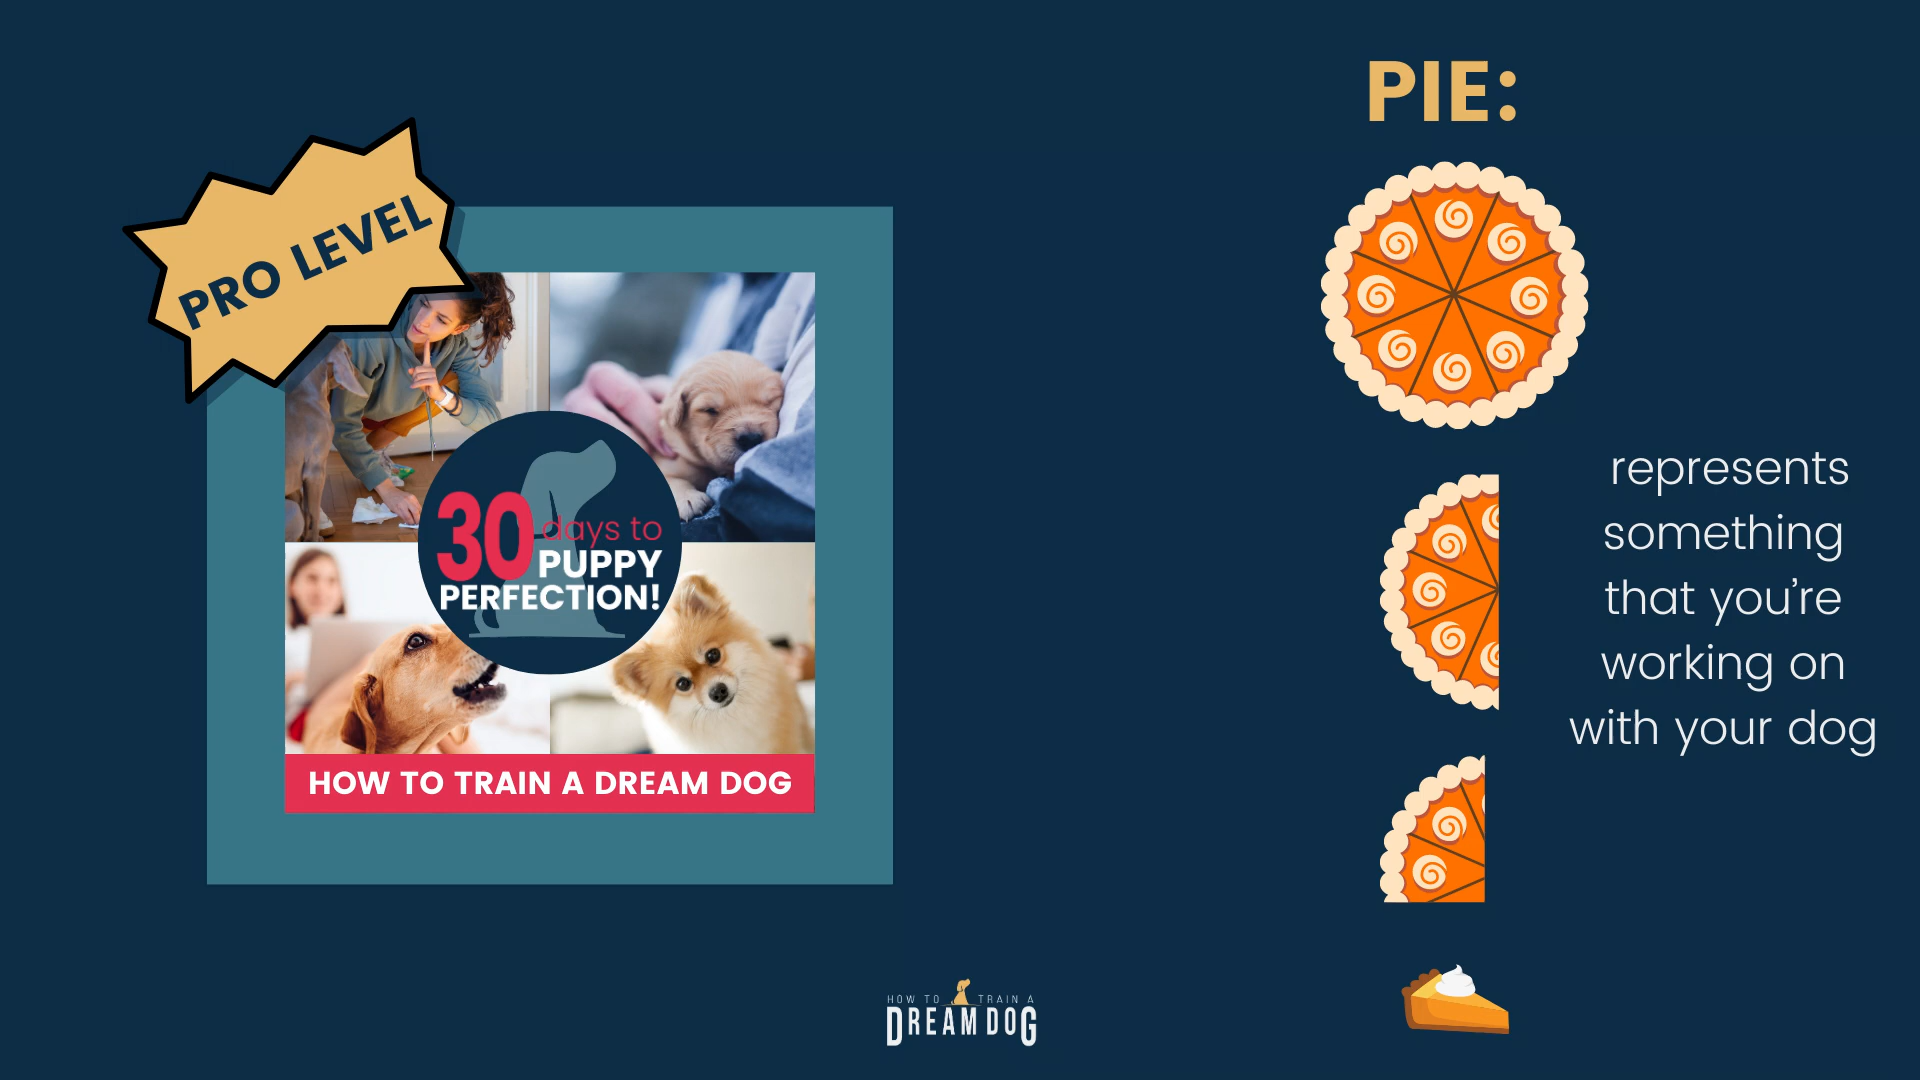 PRO LEVEL
30 days to
PUPPY
PERFECTION!
HOW TO TRAIN A DREAM DOG
PIE:
represents
something
that you’re
working on
with your dog
HOW TO TRAIN A
DREAM DOG